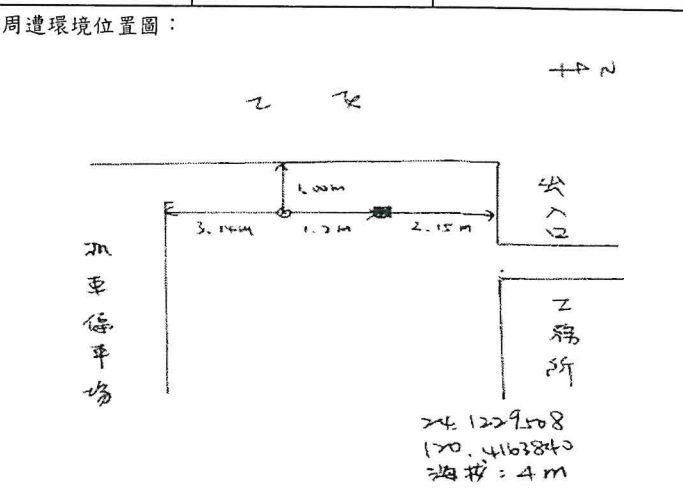 周遭環境位置圖：
N
工 地
1.00m
3.14m
1.2m
2.15m
出入口
机車停車場
工務所
24.1229508
120.4163840
海拔：4m